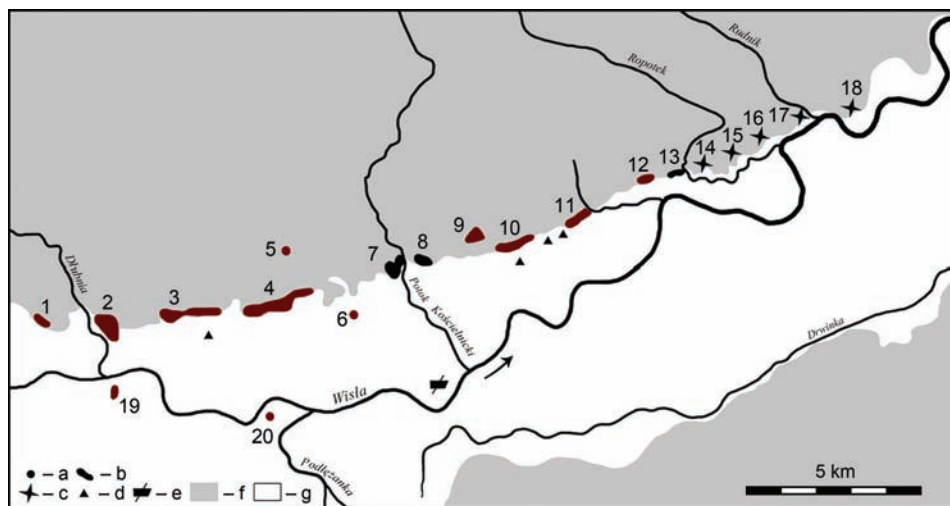 Rudnik
Ropotek
18
17
16
15
14
13
12
11
10
9
8
7
5
Dłubnia
4
3
6
1
2
Potok Kościelnicki
Drwinka
Wisła
19
20
Podłężanka
5 km
a b
c d e f g